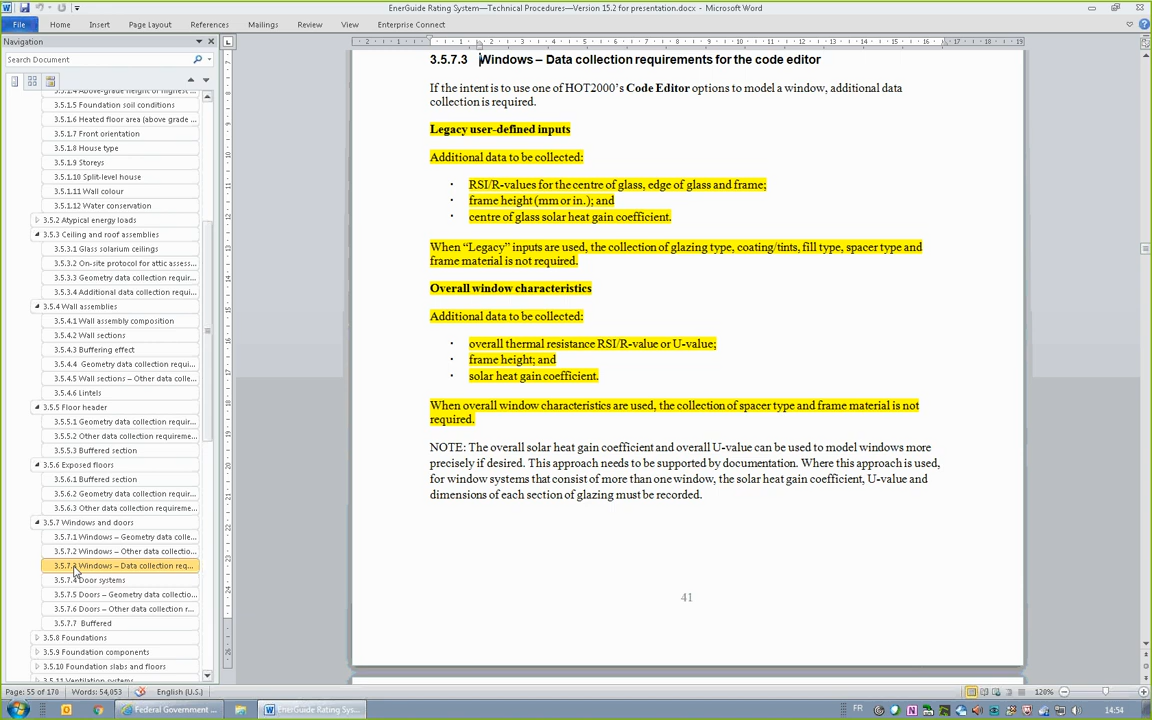 EnerGuide Rating System—Technical Procedures—Version 15.2 for presentation.docx - Microsoft Word
File Home Insert Page Layout References Mailings Review View Enterprise Connect
Navigation
Search Document
3.5.1.4 Above-grade height of highest ...
3.5.1.5 Foundation soil conditions
3.5.1.6 Heated floor area (above grade ...
3.5.1.7 Front orientation
3.5.1.8 House type
3.5.1.9 Storeys
3.5.1.10 Split-level house
3.5.1.11 Wall colour
3.5.1.12 Water conservation
3.5.2 Atypical energy loads
3.5.3 Ceiling and roof assemblies
3.5.3.1 Glass solarium ceilings
3.5.3.2 On-site protocol for attic assess...
3.5.3.3 Geometry data collection requir...
3.5.3.4 Additional data collection requi...
3.5.4 Wall assemblies
3.5.4.1 Wall assembly composition
3.5.4.2 Wall sections
3.5.4.3 Buffering effect
3.5.4.4 Geometry data collection requi...
3.5.4.5 Wall sections – Other data colle...
3.5.4.6 Lintels
3.5.5 Floor header
3.5.5.1 Geometry data collection requir...
3.5.5.2 Other data collection requireme...
3.5.5.3 Buffered section
3.5.6 Exposed floors
3.5.6.1 Buffered section
3.5.6.2 Geometry data collection requir...
3.5.6.3 Other data collection requireme...
3.5.7 Windows and doors
3.5.7.1 Windows – Geometry data colle...
3.5.7.2 Windows – Other data collectio...
3.5.7.3 Windows – Data collection req...
3.5.7.4 Door systems
3.5.7.5 Doors – Geometry data collectio...
3.5.7.6 Doors – Other data collection r...
3.5.7.7 Buffered
3.5.8 Foundations
3.5.9 Foundation components
3.5.10 Foundation slabs and floors
3.5.11 Ventilation systems
3.5.7.3 Windows – Data collection requirements for the code editor
If the intent is to use one of HOT2000’s Code Editor options to model a window, additional data
collection is required.
Legacy user-defined inputs
Additional data to be collected:
· RSI/R-values for the centre of glass, edge of glass and frame;
· frame height (mm or in.); and
· centre of glass solar heat gain coefficient.
When “Legacy” inputs are used, the collection of glazing type, coating/tints, fill type, spacer type and
frame material is not required.
Overall window characteristics
Additional data to be collected:
· overall thermal resistance RSI/R-value or U-value;
· frame height; and
· solar heat gain coefficient.
When overall window characteristics are used, the collection of spacer type and frame material is not
required.
NOTE: The overall solar heat gain coefficient and overall U-value can be used to model windows more
precisely if desired. This approach needs to be supported by documentation. Where this approach is used,
for window systems that consist of more than one window, the solar heat gain coefficient, U-value and
dimensions of each section of glazing must be recorded.
41
Page: 55 of 170 Words: 54,053 English (U.S.) 120%
Federal Government ... EnerGuide Rating Sys... FR 14:54